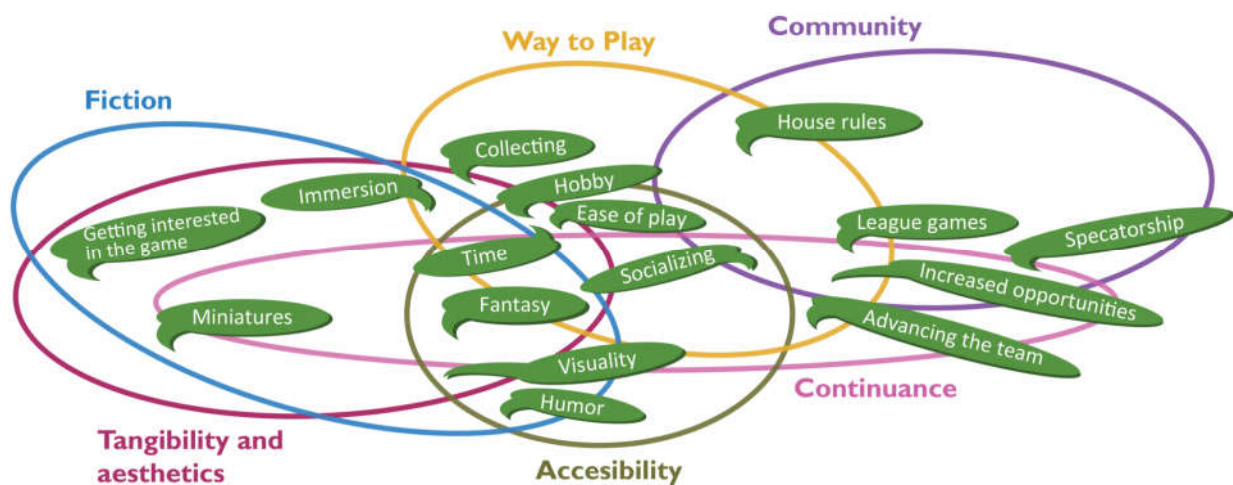 Community
Way to Play
Fiction
House rules
Collecting
Hobby
Immersion
Ease of play
Getting interested
in the game
League games
Specatorship
Time
Socializing
Increased opportunities
Fantasy
Miniatures
Advancing the team
Visuality
Continuance
Humor
Tangibility and
aesthetics
Accesibility